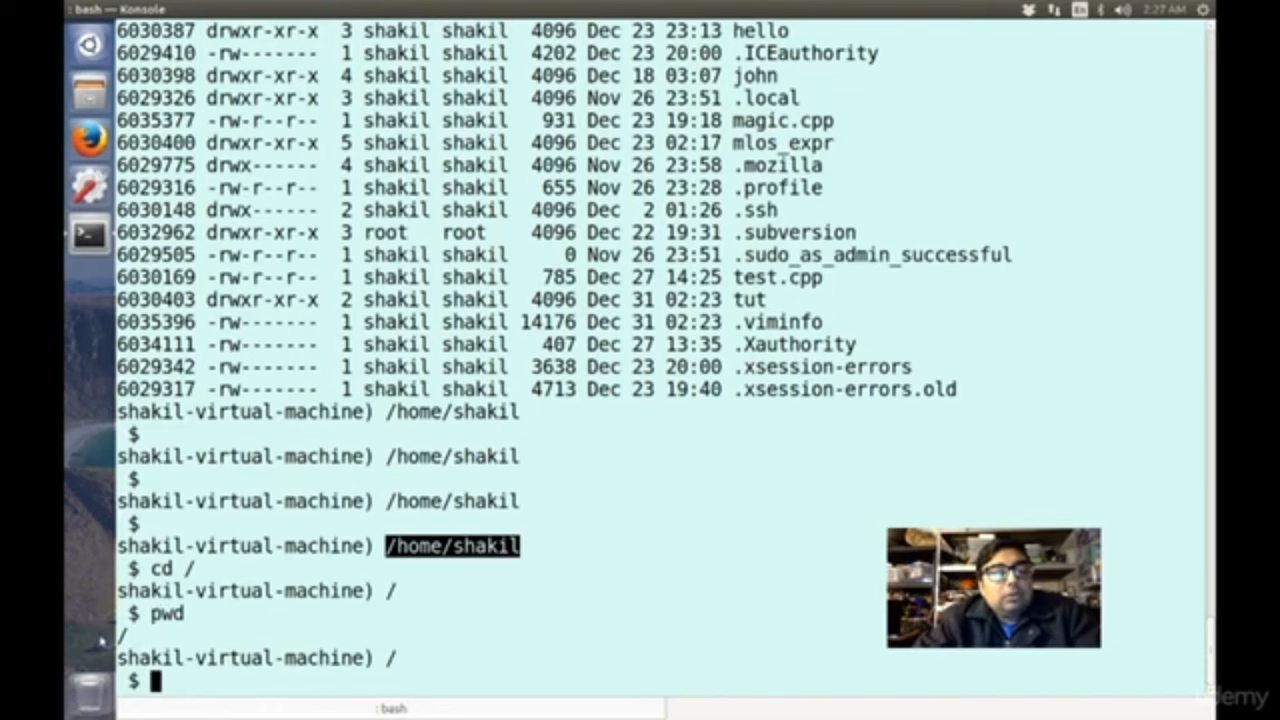 : bash — Konsole
En
2:27 AM
6030387 drwxr-xr-x 3 shakil shakil 4096 Dec 23 23:13 hello
6029410 -rw------- 1 shakil shakil 4202 Dec 23 20:00 .ICEauthority
6030398 drwxr-xr-x 4 shakil shakil 4096 Dec 18 03:07 john
6029326 drwxr-xr-x 3 shakil shakil 4096 Nov 26 23:51 .local
6035377 -rw-r--r-- 1 shakil shakil 931 Dec 23 19:18 magic.cpp
6030400 drwxr-xr-x 5 shakil shakil 4096 Dec 23 02:17 mlos_expr
6029775 drwx------ 4 shakil shakil 4096 Nov 26 23:58 .mozilla
6029316 -rw-r--r-- 1 shakil shakil 655 Nov 26 23:28 .profile
6030148 drwx------ 2 shakil shakil 4096 Dec 2 01:26 .ssh
6032962 drwxr-xr-x 3 root root 4096 Dec 22 19:31 .subversion
6029505 -rw-r--r-- 1 shakil shakil 0 Nov 26 23:51 .sudo_as_admin_successful
6030169 -rw-r--r-- 1 shakil shakil 785 Dec 27 14:25 test.cpp
6030403 drwxr-xr-x 2 shakil shakil 4096 Dec 31 02:23 tut
6035396 -rw------- 1 shakil shakil 14176 Dec 31 02:23 .viminfo
6034111 -rw------- 1 shakil shakil 407 Dec 27 13:35 .Xauthority
6029342 -rw------- 1 shakil shakil 3638 Dec 23 20:00 .xsession-errors
6029317 -rw------- 1 shakil shakil 4713 Dec 23 19:40 .xsession-errors.old
shakil-virtual-machine) /home/shakil
$
shakil-virtual-machine) /home/shakil
$
shakil-virtual-machine) /home/shakil
$
shakil-virtual-machine) /home/shakil
$ cd /
shakil-virtual-machine) /
$ pwd
/
shakil-virtual-machine) /
$
: bash
udemy